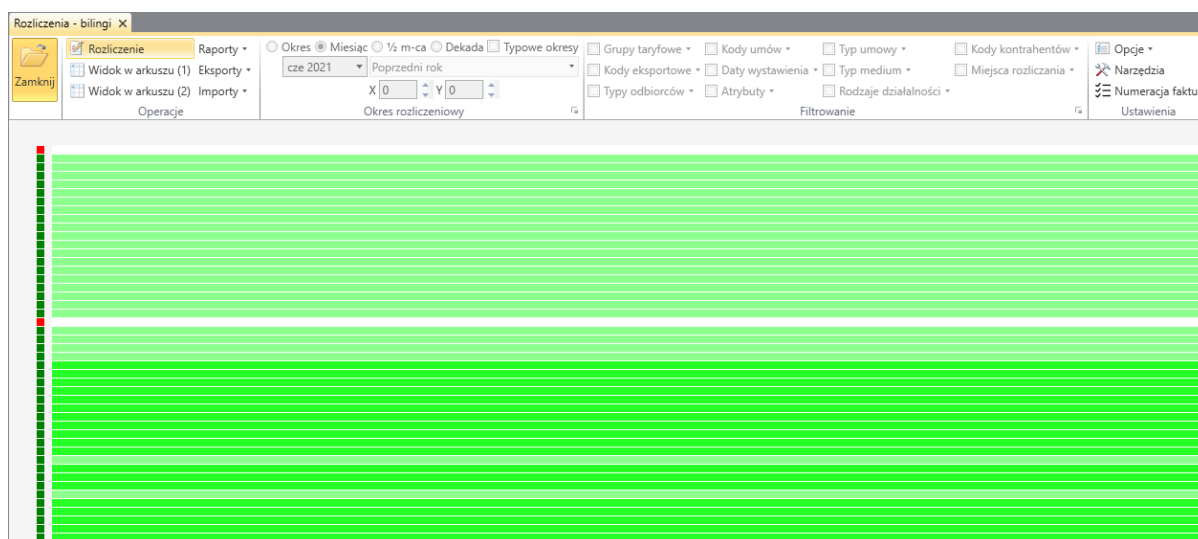 Rozliczenia - bilingi
Zamknij
Rozliczenie
Widok w arkuszu (1)
Widok w arkuszu (2)
Raporty
Eksporty
Importy
Operacje
Okres Miesiąc ½ m-ca Dekada Typowe okresy
cze 2021 Poprzedni rok
X 0 Y 0
Okres rozliczeniowy
Grupy taryfowe Kody umów Typ umowy Kody kontrahentów
Kody eksportowe Daty wystawienia Typ medium Miejsca rozliczania
Typy odbiorców Atrybuty Rodzaje działalności
Filtrowanie
Opcje
Narzędzia
Numeracja faktu
Ustawienia